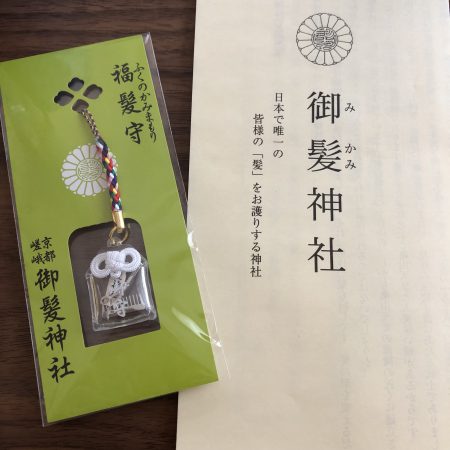 ふくのかみまもり
福髪守
京都
嵯峨
御髪神社
み
かみ
御髪神社
日本で唯一の
皆様の「髪」をお護りする神社